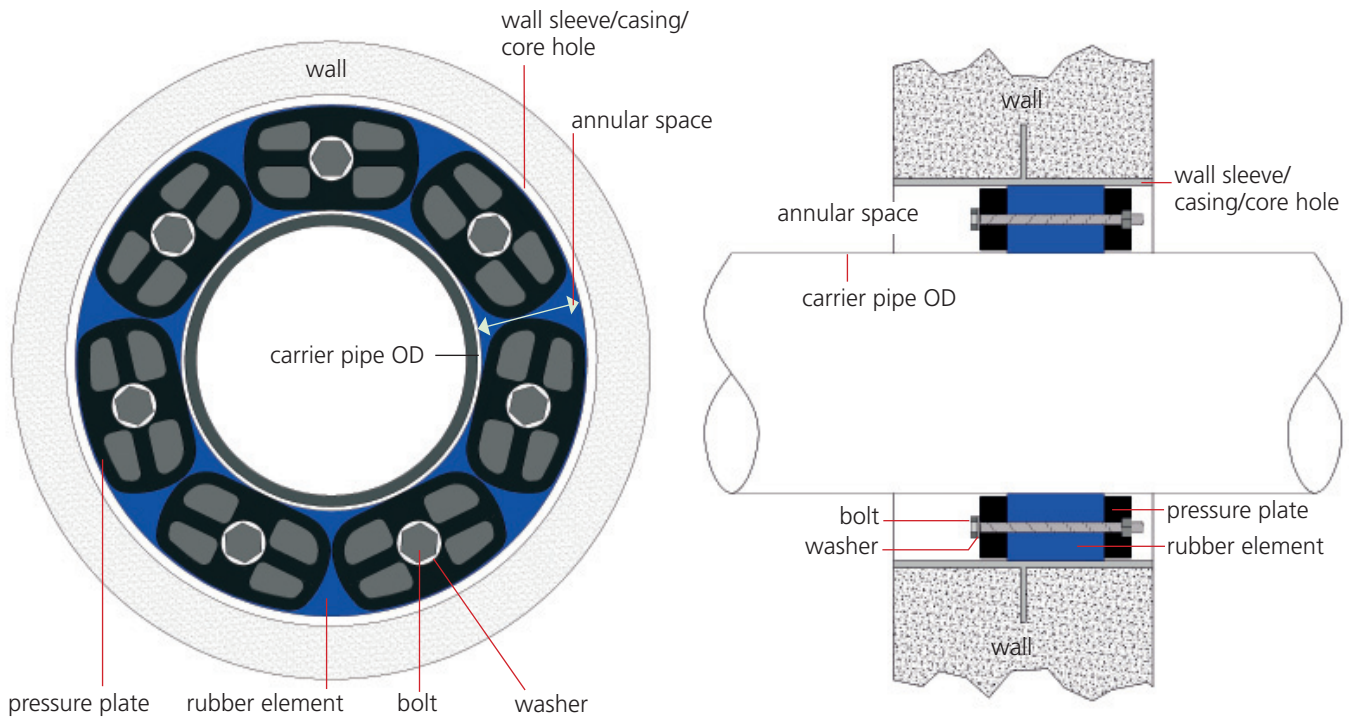 wall sleeve/casing/
core hole
wall
annular space
carrier pipe OD
pressure plate
rubber element
bolt
washer
wall
wall sleeve/
casing/core hole
annular space
carrier pipe OD
bolt
pressure plate
washer
rubber element
wall